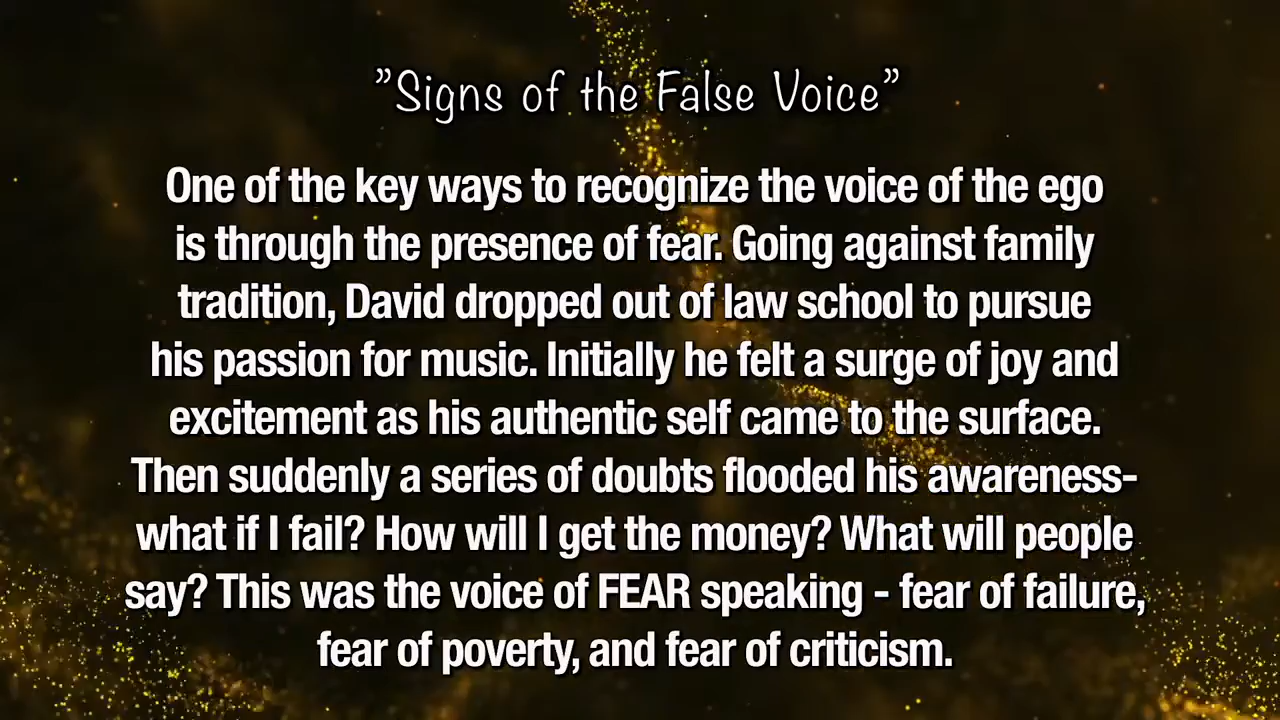 ”Signs of the False Voice”
One of the key ways to recognize the voice of the ego
is through the presence of fear. Going against family
tradition, David dropped out of law school to pursue
his passion for music. Initially he felt a surge of joy and
excitement as his authentic self came to the surface.
Then suddenly a series of doubts flooded his awareness-
what if I fail? How will I get the money? What will people
say? This was the voice of FEAR speaking - fear of failure,
fear of poverty, and fear of criticism.